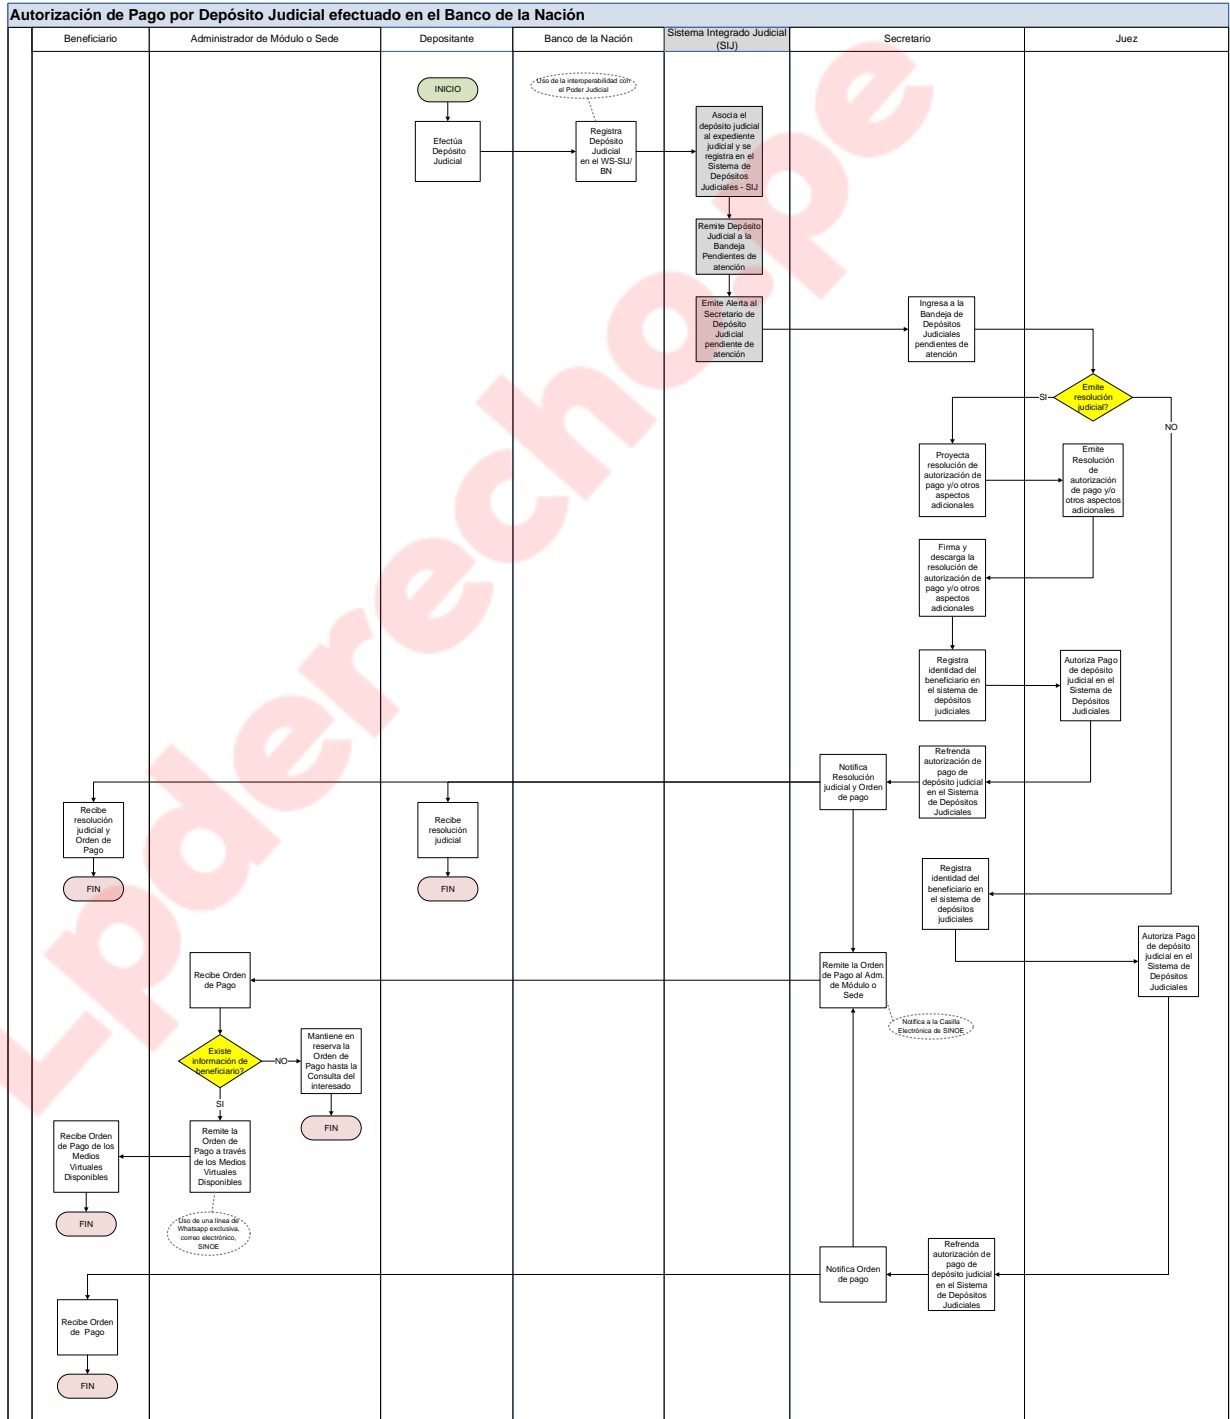 Autorización de Pago por Depósito Judicial efectuado en el Banco de la Nación
Beneficiario
Administrador de Módulo o Sede
Depositante
Banco de la Nación
Sistema Integrado Judicial
(SIJ)
Secretario
Juez
INICIO
Uso de la interoperabilidad con
el Poder Judicial
Efectúa
Depósito
Judicial
Registra
Depósito
Judicial
en el WS-SIJ/
BN
Asocia el
depósito judicial
al expediente
judicial y se
registra en el
Sistema de
Depósitos
Judiciales - SIJ
Remite Depósito
Judicial a la
Bandeja
Pendientes de
atención
Emite Alerta al
Secretario de
Depósito
Judicial
pendiente de
atención
Ingresa a la
Bandeja de
Depósitos
Judiciales
pendientes de
atención
Emite
resolución
judicial?
SI
NO
Proyecta
resolución de
autorización de
pago y/o otros
aspectos
adicionales
Emite
Resolución
de
autorización
de pago y/o
otros aspectos
adicionales
Firma y
descarga la
resolución de
autorización de
pago y/o otros
aspectos
adicionales
Registra
identidad del
beneficiario en
el sistema de
depósitos
judiciales
Autoriza Pago
de depósito
judicial en el
Sistema de
Depósitos
Judiciales
Refrenda
autorización de
pago de
depósito judicial
en el Sistema
de Depósitos
Judiciales
Notifica
Resolución
judicial y Orden
de pago
Recibe
resolución
judicial y
Orden de
Pago
Recibe
resolución
judicial
FIN
FIN
Registra
identidad del
beneficiario en
el sistema de
depósitos
judiciales
Autoriza Pago
de depósito
judicial en el
Sistema de
Depósitos
Judiciales
Remite la Orden
de Pago al Adm.
de Módulo o
Sede
Notifica a la Casilla
Electrónica de SINOE
Recibe Orden
de Pago
Existe
información de
beneficiario?
NO
SI
Mantiene en
reserva la
Orden de
Pago hasta la
Consulta del
interesado
FIN
Remite la
Orden de
Pago a través
de los Medios
Virtuales
Disponibles
Recibe Orden
de Pago de los
Medios
Virtuales
Disponibles
FIN
Uso de una línea de
Whatsapp exclusiva,
correo electrónico,
SINOE
Refrenda
autorización de
pago de
depósito judicial
en el Sistema
de Depósitos
Judiciales
Notifica Orden
de pago
Recibe Orden
de Pago
FIN
Lpderecho.pe